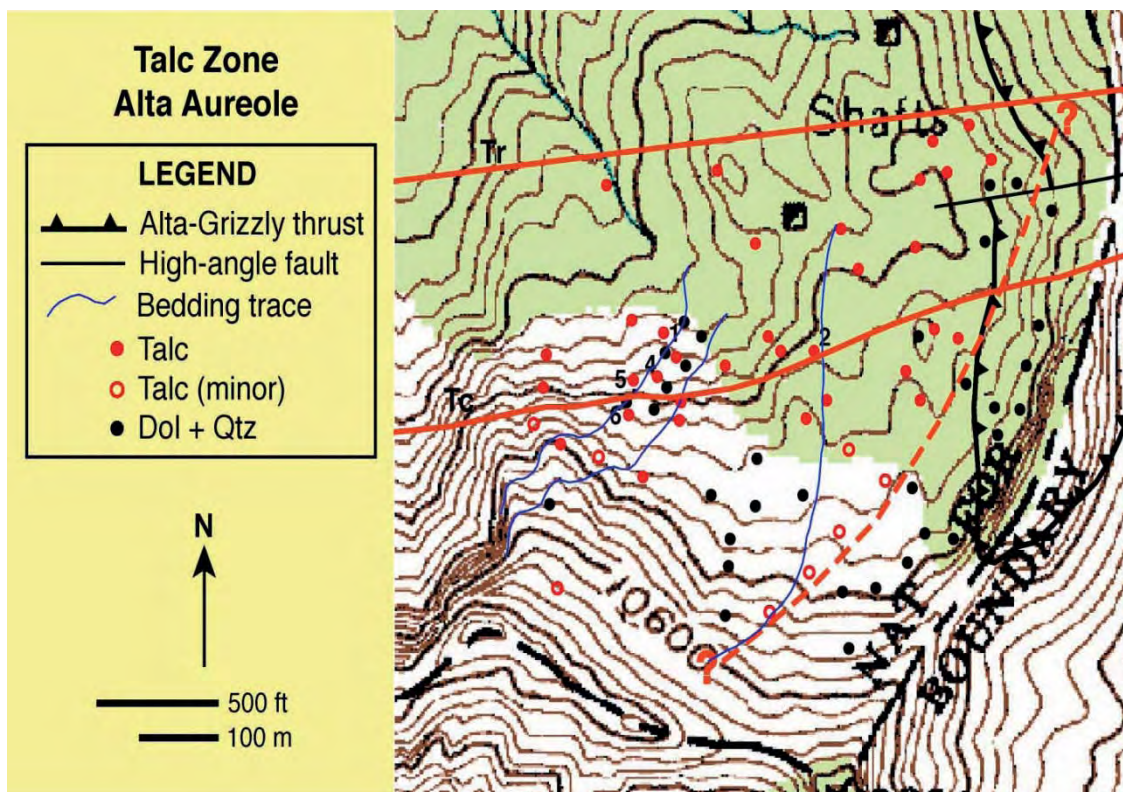 Talc Zone
Alta Aureole
LEGEND
Alta-Grizzly thrust
High-angle fault
Bedding trace
Talc
Talc (minor)
Dol + Qtz
N
500 ft
100 m
Shafts
Tr
?
1
2
4
5
Tc
6
10600
?
NAT FOR
BOUNDARY